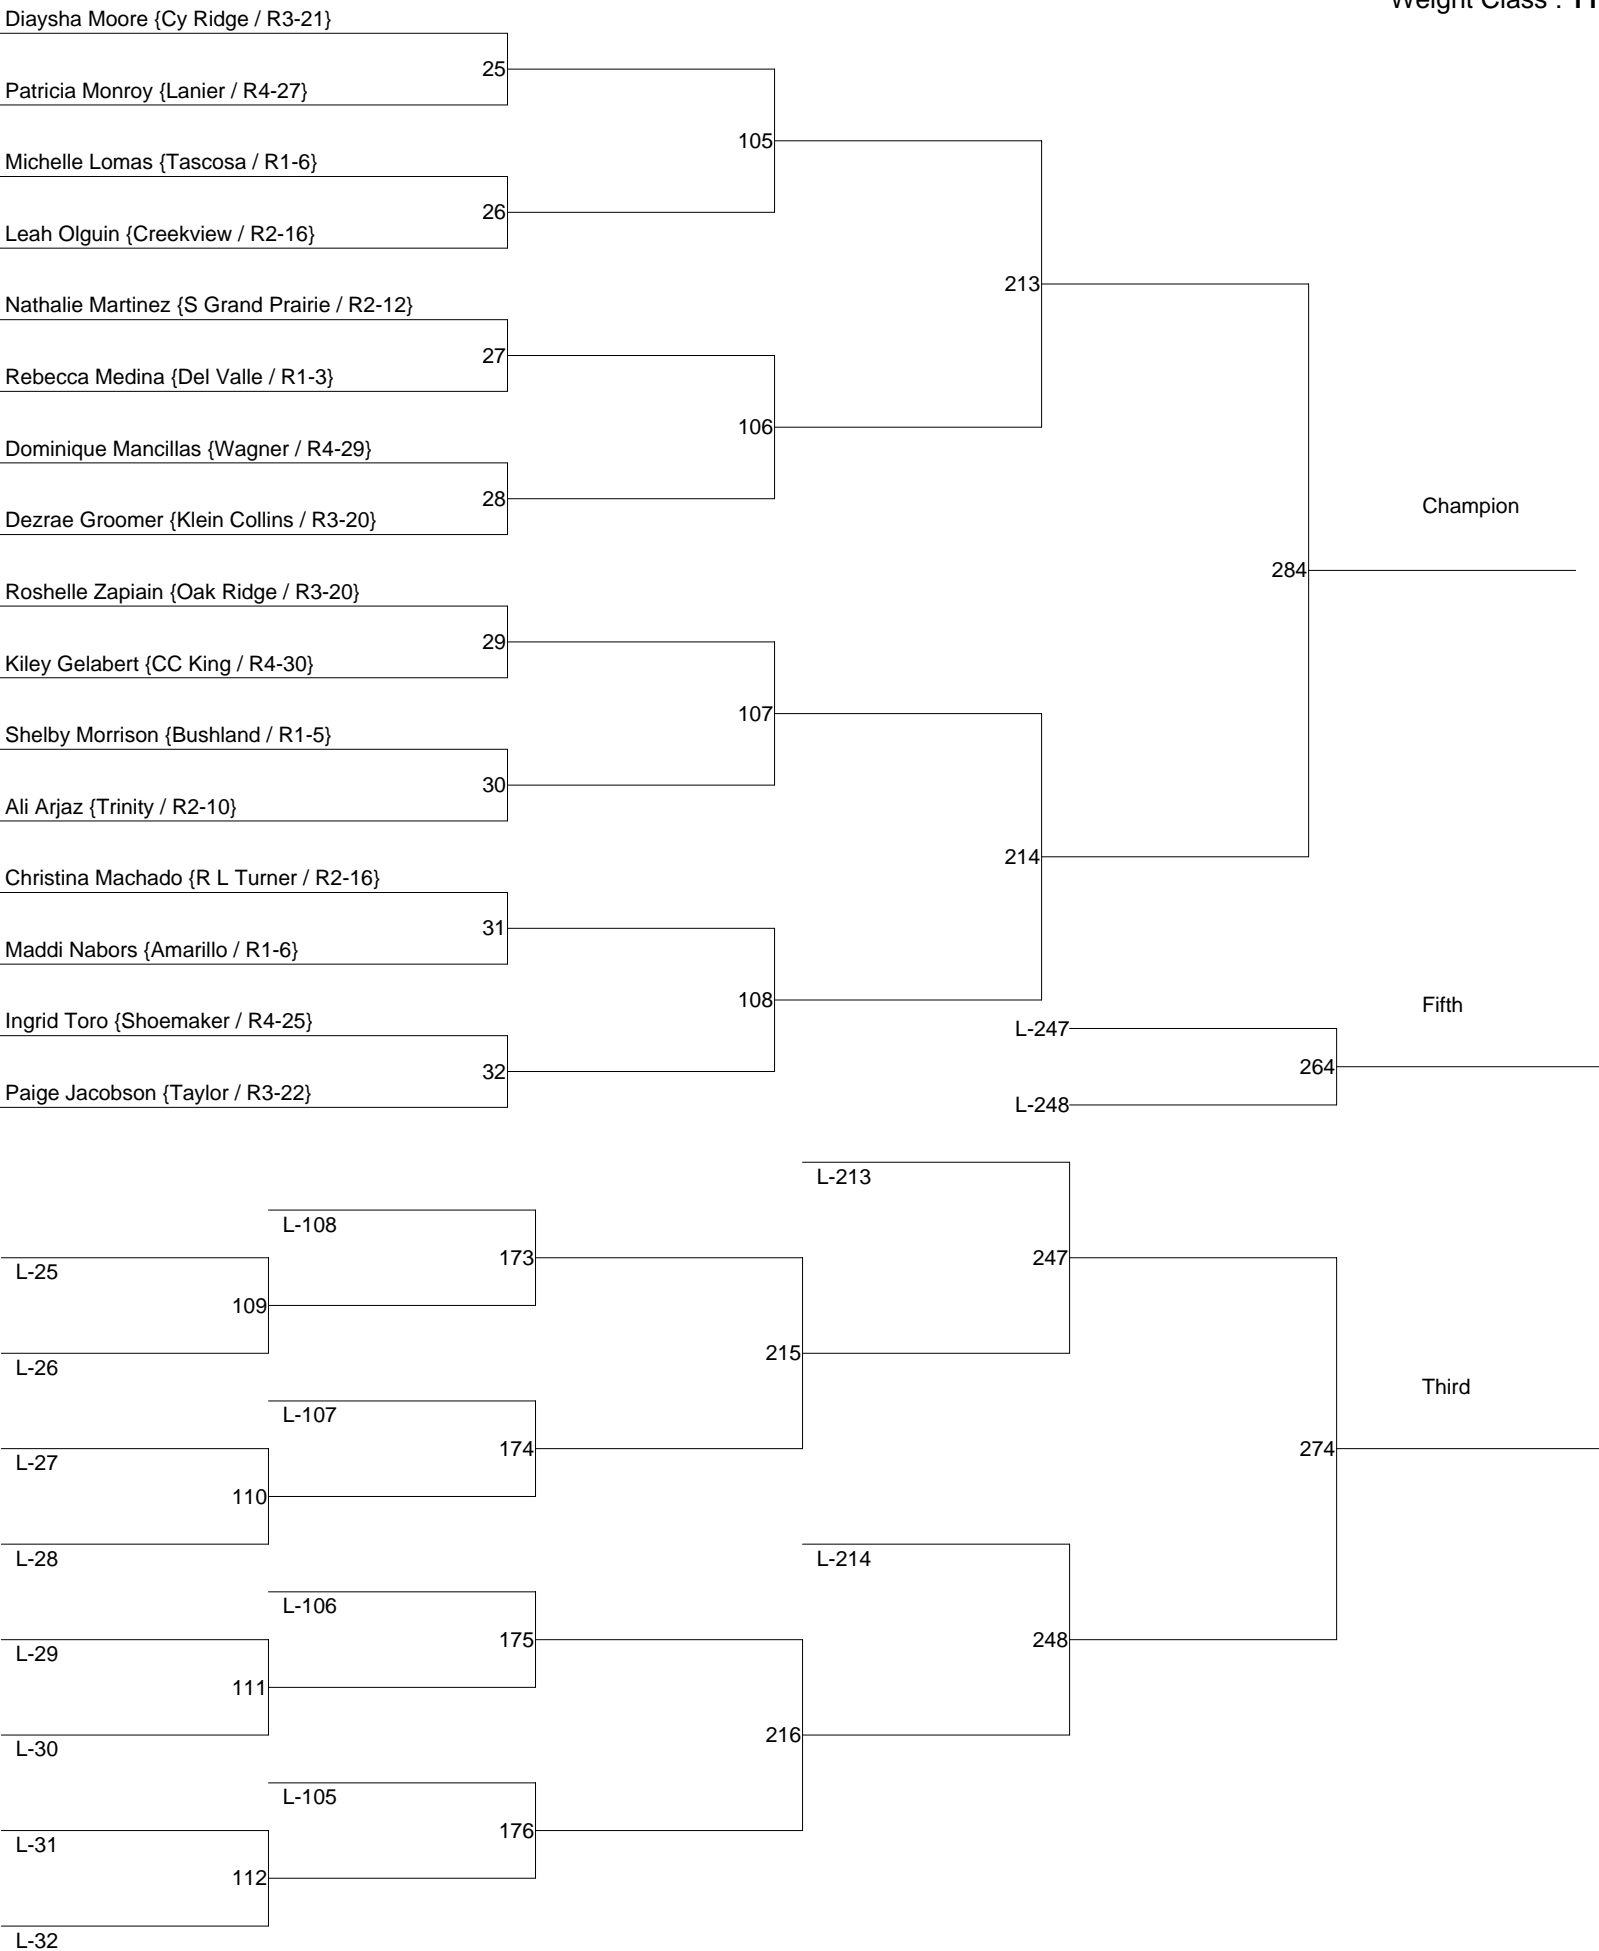 Weight Class :
Diaysha Moore {Cy Ridge / R3-21}
25
Patricia Monroy {Lanier / R4-27}
105
Michelle Lomas {Tascosa / R1-6}
26
Leah Olguin {Creekview / R2-16}
213
Nathalie Martinez {S Grand Prairie / R2-12}
27
Rebecca Medina {Del Valle / R1-3}
106
Dominique Mancillas {Wagner / R4-29}
28
Dezrae Groomer {Klein Collins / R3-20}
Champion
284
Roshelle Zapiain {Oak Ridge / R3-20}
29
Kiley Gelabert {CC King / R4-30}
107
Shelby Morrison {Bushland / R1-5}
30
Ali Arjaz {Trinity / R2-10}
214
Christina Machado {R L Turner / R2-16}
31
Maddi Nabors {Amarillo / R1-6}
108
Fifth
Ingrid Toro {Shoemaker / R4-25}
L-247
32
264
Paige Jacobson {Taylor / R3-22}
L-248
L-213
L-108
173
247
L-25
109
215
L-26
Third
L-107
174
274
L-27
110
L-28
L-214
L-106
175
248
L-29
111
216
L-30
L-105
176
L-31
112
L-32